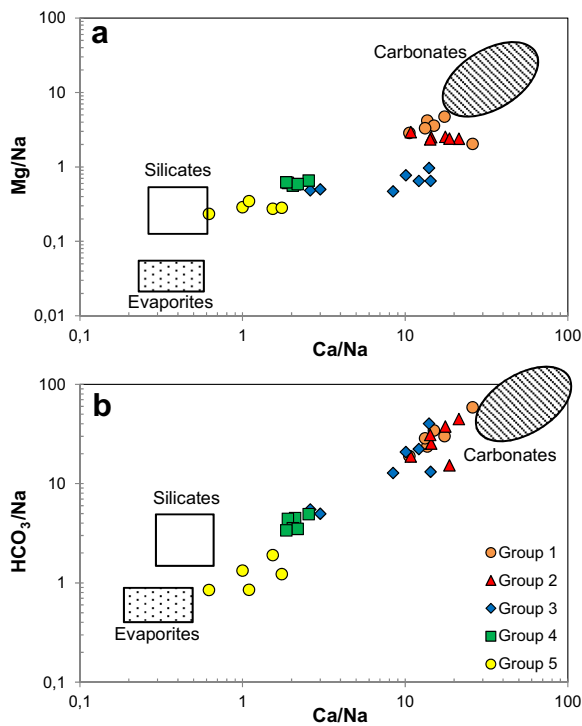 a
Mg/Na
100
10
1
0,1
0,01
Carbonates
Silicates
Evaporites
0,1
1
10
100
Ca/Na
b
HCO3/Na
100
10
1
0,1
Carbonates
Silicates
Evaporites
Group 1
Group 2
Group 3
Group 4
Group 5
0,1
1
10
100
Ca/Na